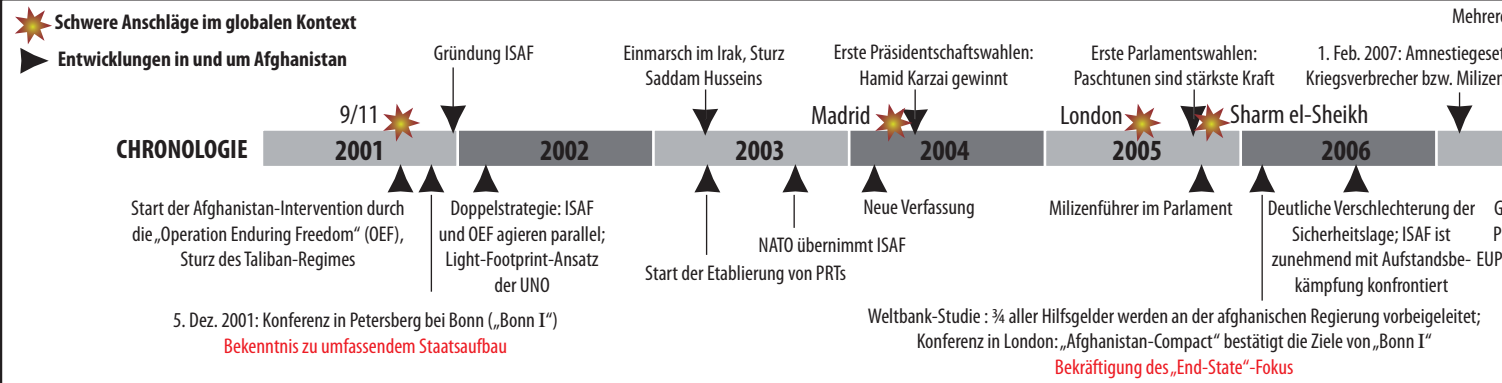 Schwere Anschläge im globalen Kontext
Entwicklungen in und um Afghanistan
Gründung ISAF
Einmarsch im Irak, Sturz
Saddam Husseins
Erste Präsidentschaftswahlen:
Hamid Karzai gewinnt
Erste Parlamentswahlen:
Paschtunen sind stärkste Kraft
1. Feb. 2007: Amnestiegeset
Kriegsverbrecher bzw. Milizen
9/11
Madrid
London
Sharm el-Sheikh
CHRONOLOGIE
2001
2002
2003
2004
2005
2006
Start der Afghanistan-Intervention durch
die „Operation Enduring Freedom“ (OEF),
Sturz des Taliban-Regimes
Doppelstrategie: ISAF
und OEF agieren parallel;
Light-Footprint-Ansatz
der UNO
NATO übernimmt ISAF
Start der Etablierung von PRTs
Neue Verfassung
Milizenführer im Parlament
Deutliche Verschlechterung der
Sicherheitslage; ISAF ist
zunehmend mit Aufstandsbe-
kämpfung konfrontiert
5. Dez. 2001: Konferenz in Petersberg bei Bonn („Bonn I“)
Bekenntnis zu umfassendem Staatsaufbau
Weltbank-Studie : ¾ aller Hilfsgelder werden an der afghanischen Regierung vorbeigeleitet;
Konferenz in London: „Afghanistan-Compact“ bestätigt die Ziele von „Bonn I“
Bekräftigung des „End-State“-Fokus